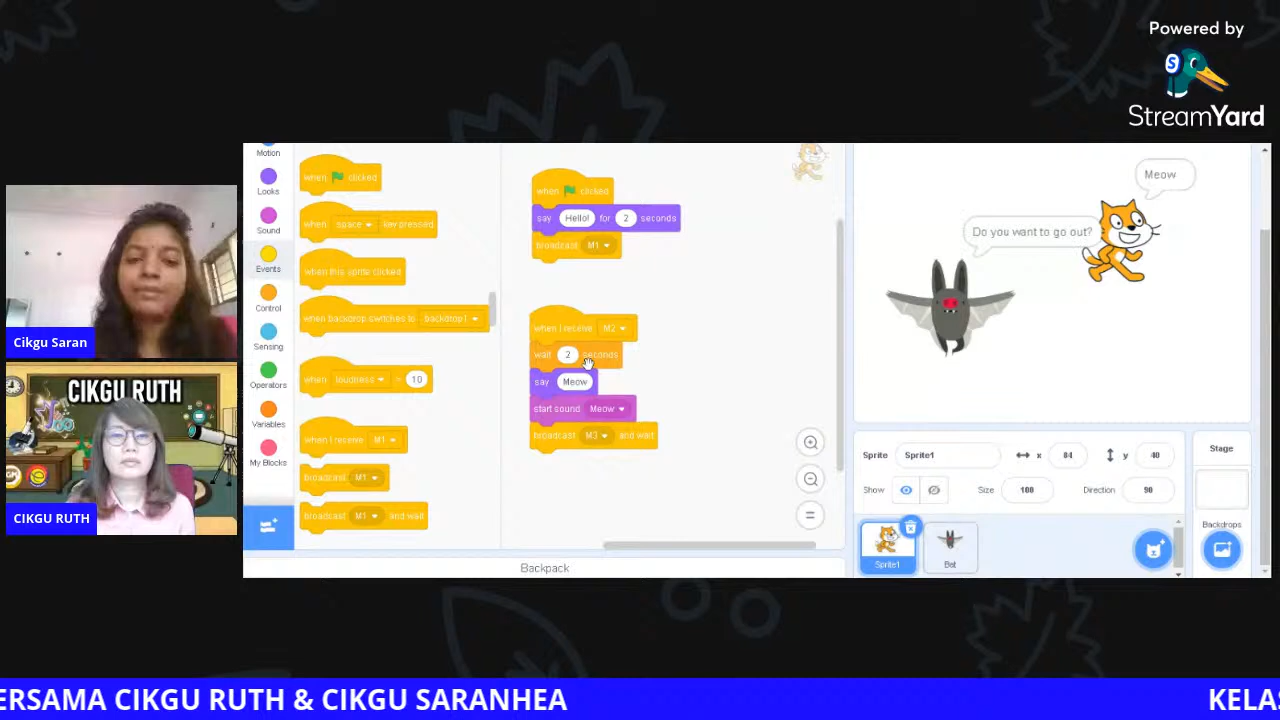 Powered by
StreamYard
Cikgu Saran
CIKGU RUTH
CIKGU RUTH
Motion
Looks
Sound
Events
Control
Sensing
Operators
Variables
My Blocks
when clicked
when space key pressed
when this sprite clicked
when backdrop switches to backdrop1
when loudness > 10
when I receive M1
broadcast M1
broadcast M1 and wait
when clicked
say Hello! for 2 seconds
broadcast M1
when I receive M2
wait 2 seconds
say Meow
start sound Meow
broadcast M3 and wait
Backpack
Meow
Do you want to go out?
Sprite Sprite1 x 84 y 40
Show Size 100 Direction 90
Sprite1
Bat
Stage
Backdrops
ERSAMA CIKGU RUTH & CIKGU SARANHEA
KELAS